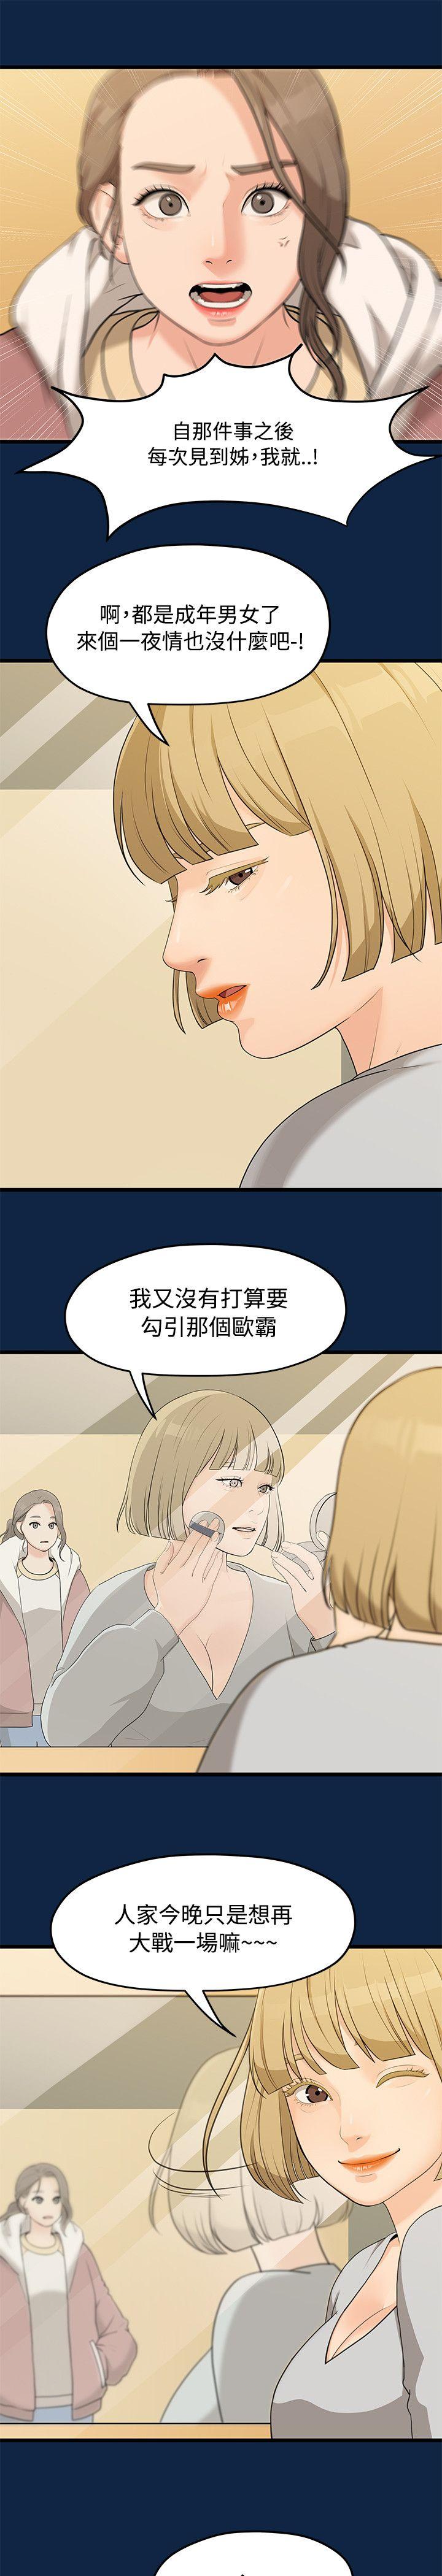 自那件事之後
每次見到姊，我就..!
啊，都是成年男女了
來個一夜情也沒什麼吧-!
我又沒有打算要
勾引那個歐霸
人家今晚只是想再
大戰一場嘛~~~